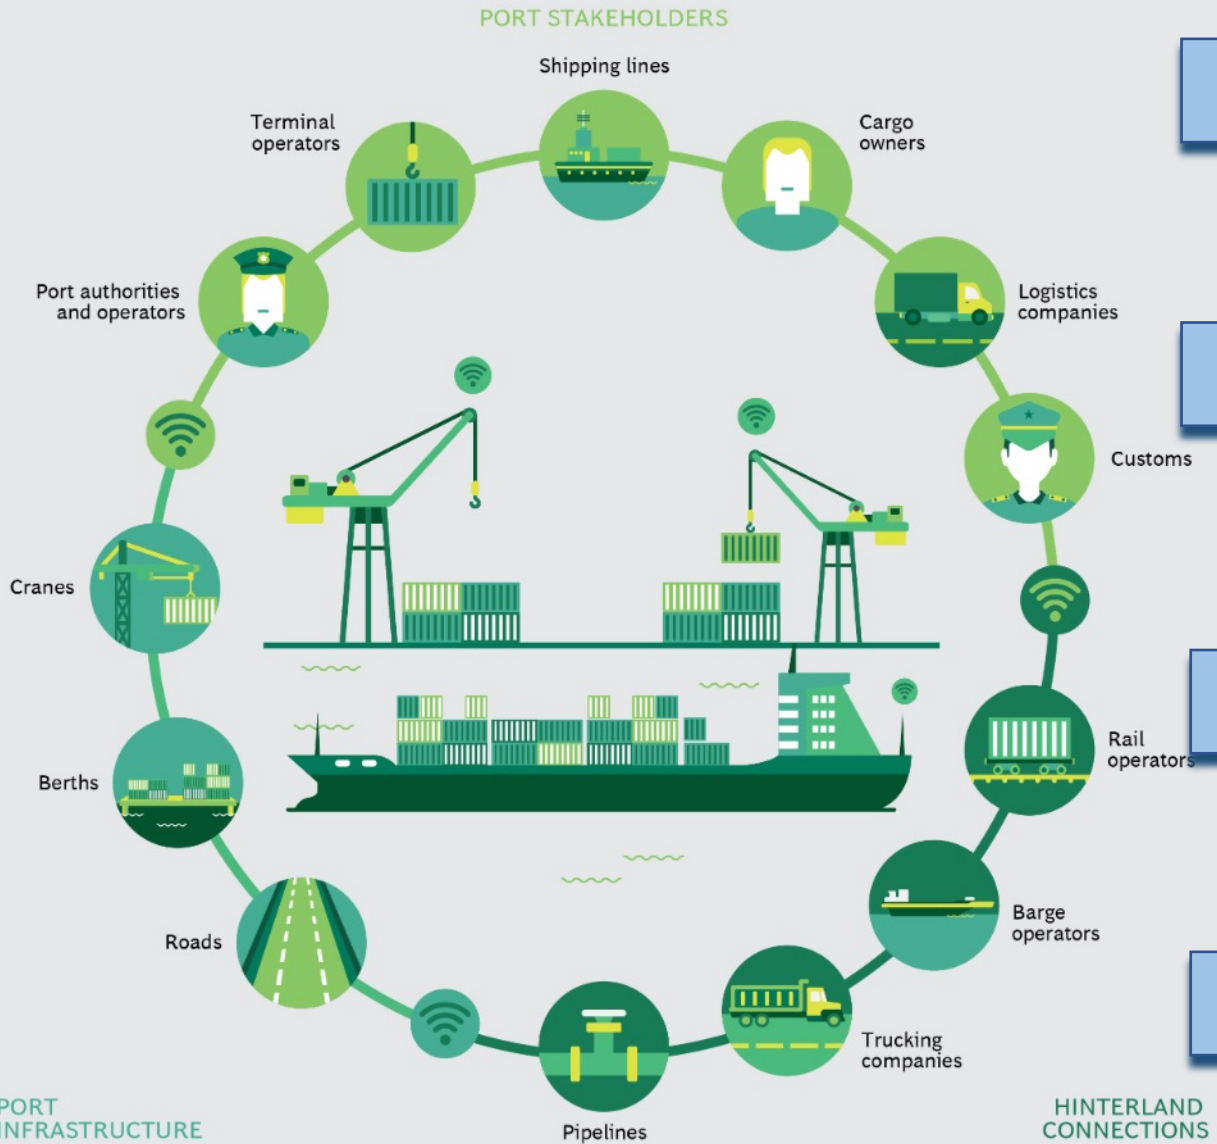 PORT STAKEHOLDERS
Shipping lines
Terminal
operators
Cargo
owners
Port authorities
and operators
Logistics
companies
Customs
Cranes
Rail
operators
Berths
Barge
operators
Roads
Trucking
companies
Pipelines
PORT
INFRASTRUCTURE
HINTERLAND
CONNECTIONS